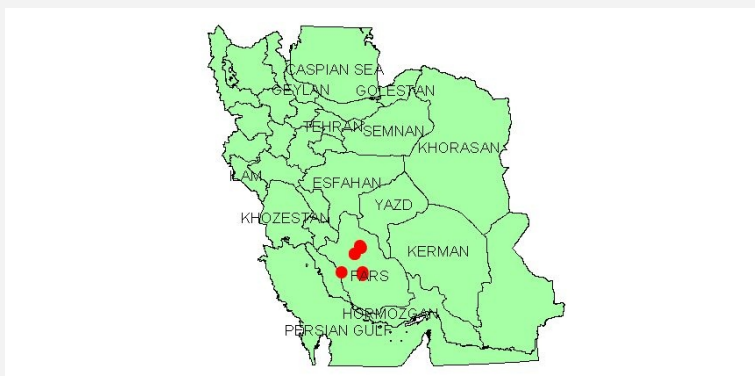 CASPIAN SEA
GEYLAN
GOLESTAN
TEHRAN
SEMNAN
KHORASAN
ILAM
ESFAHAN
YAZD
KHOZESTAN
KERMAN
FARS
HORMOZGAN
PERSIAN GULF